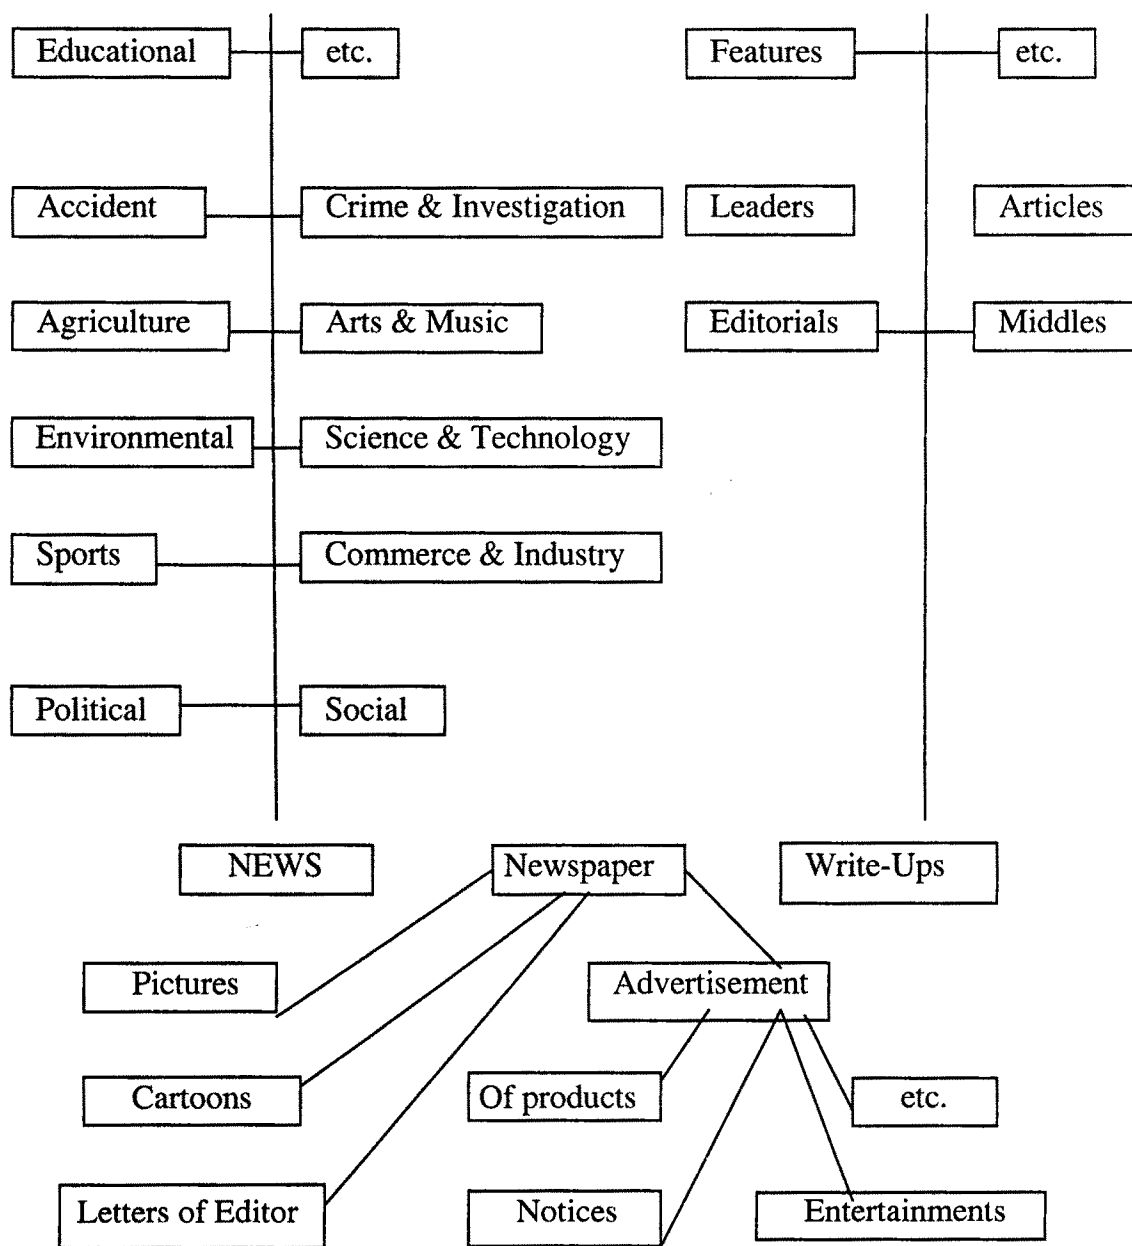 Educational etc. Features etc.
Accident Crime & Investigation Leaders Articles
Agriculture Arts & Music Editorials Middles
Environmental Science & Technology
Sports Commerce & Industry
Political Social
NEWS Newspaper Write-Ups
Pictures Advertisement
Cartoons Of products etc.
Letters of Editor Notices Entertainments